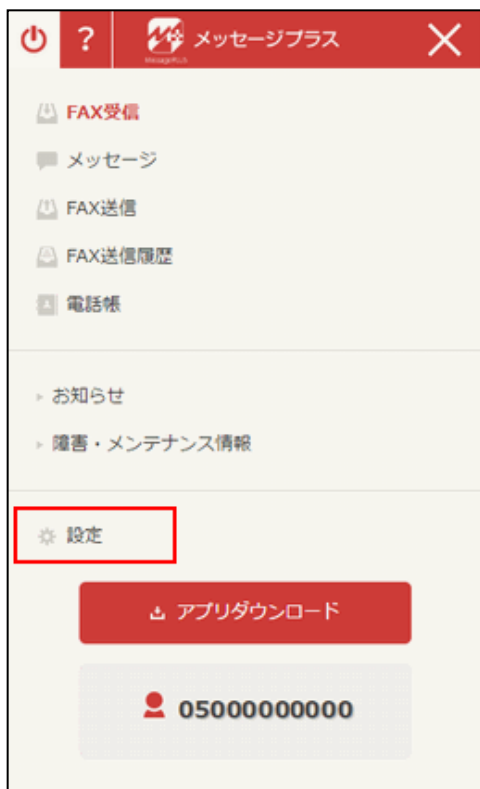 ? メッセージプラス
MessagePLUS
FAX受信
メッセージ
FAX送信
FAX送信履歴
電話帳
お知らせ
障害・メンテナンス情報
設定
アプリダウンロード
05000000000